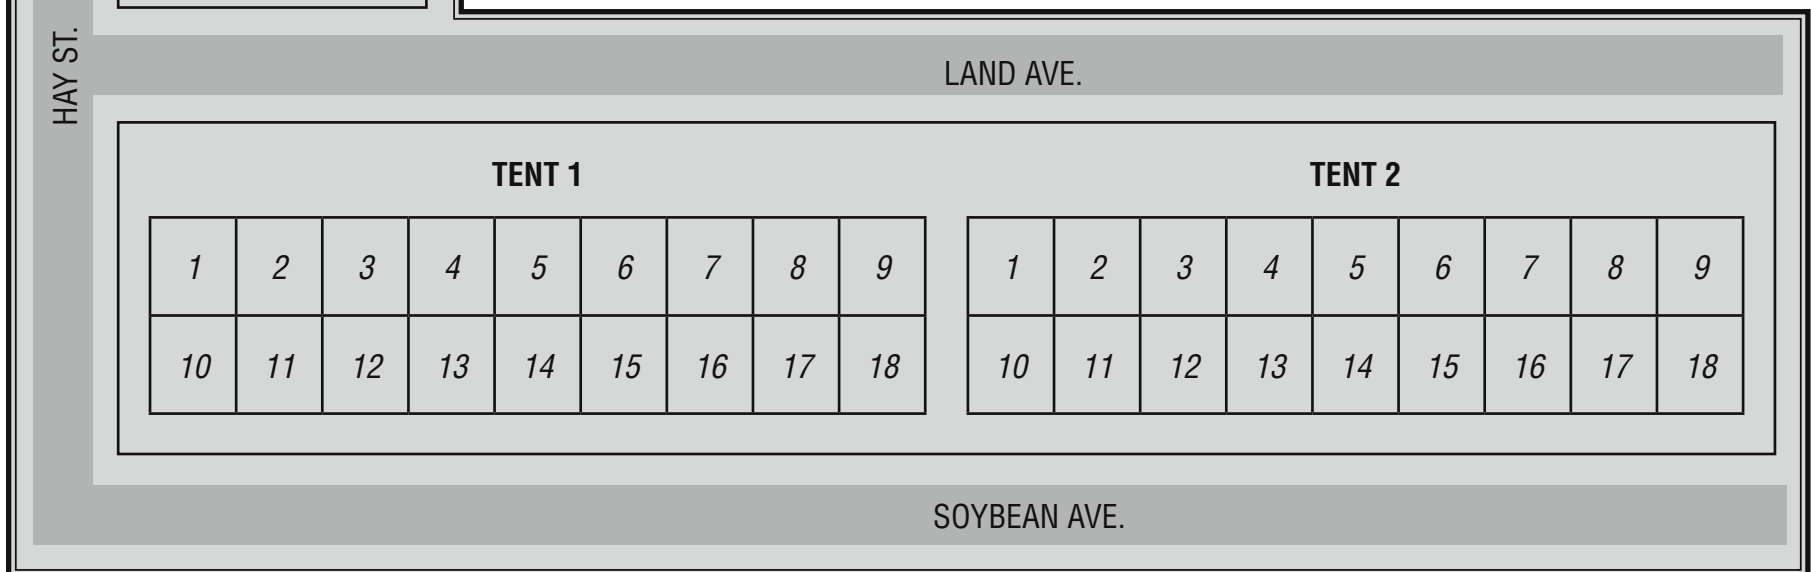 HAY ST.
LAND AVE.
TENT 1
1 2 3 4 5 6 7 8 9
10 11 12 13 14 15 16 17 18
TENT 2
1 2 3 4 5 6 7 8 9
10 11 12 13 14 15 16 17 18
SOYBEAN AVE.